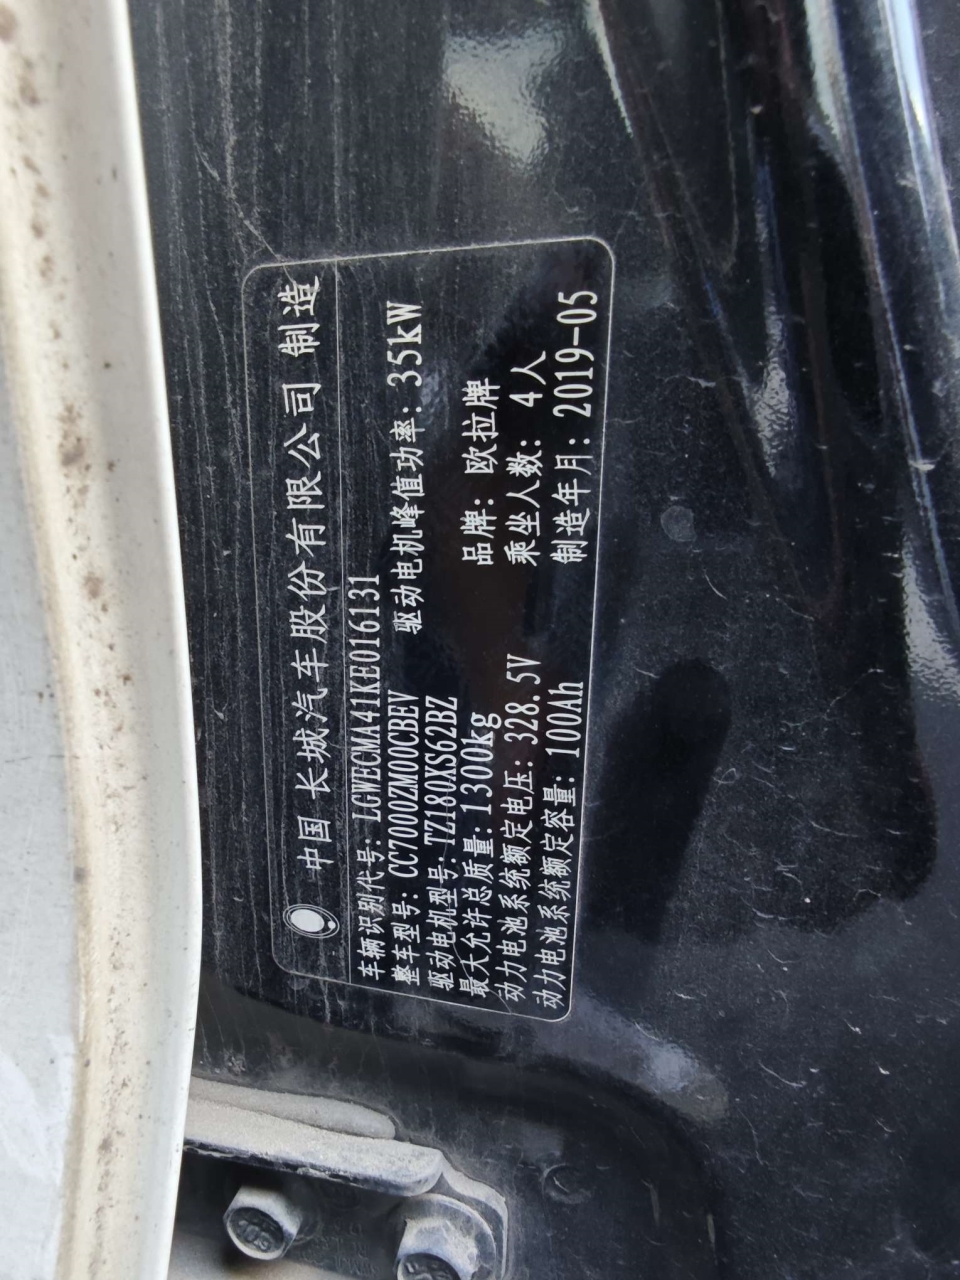 中国 长城汽车股份有限公司 制造
车辆识别代号: LGWECMA41KE016131
整车型号: CC7000ZM00CBEV 驱动电机峰值功率: 35kW
驱动电机型号: TZ180XS62BZ
最大允许总质量: 1300kg 品牌: 欧拉牌
动力电池系统额定电压: 328.5V 乘坐人数: 4人
动力电池系统额定容量: 100Ah 制造年月: 2019-05